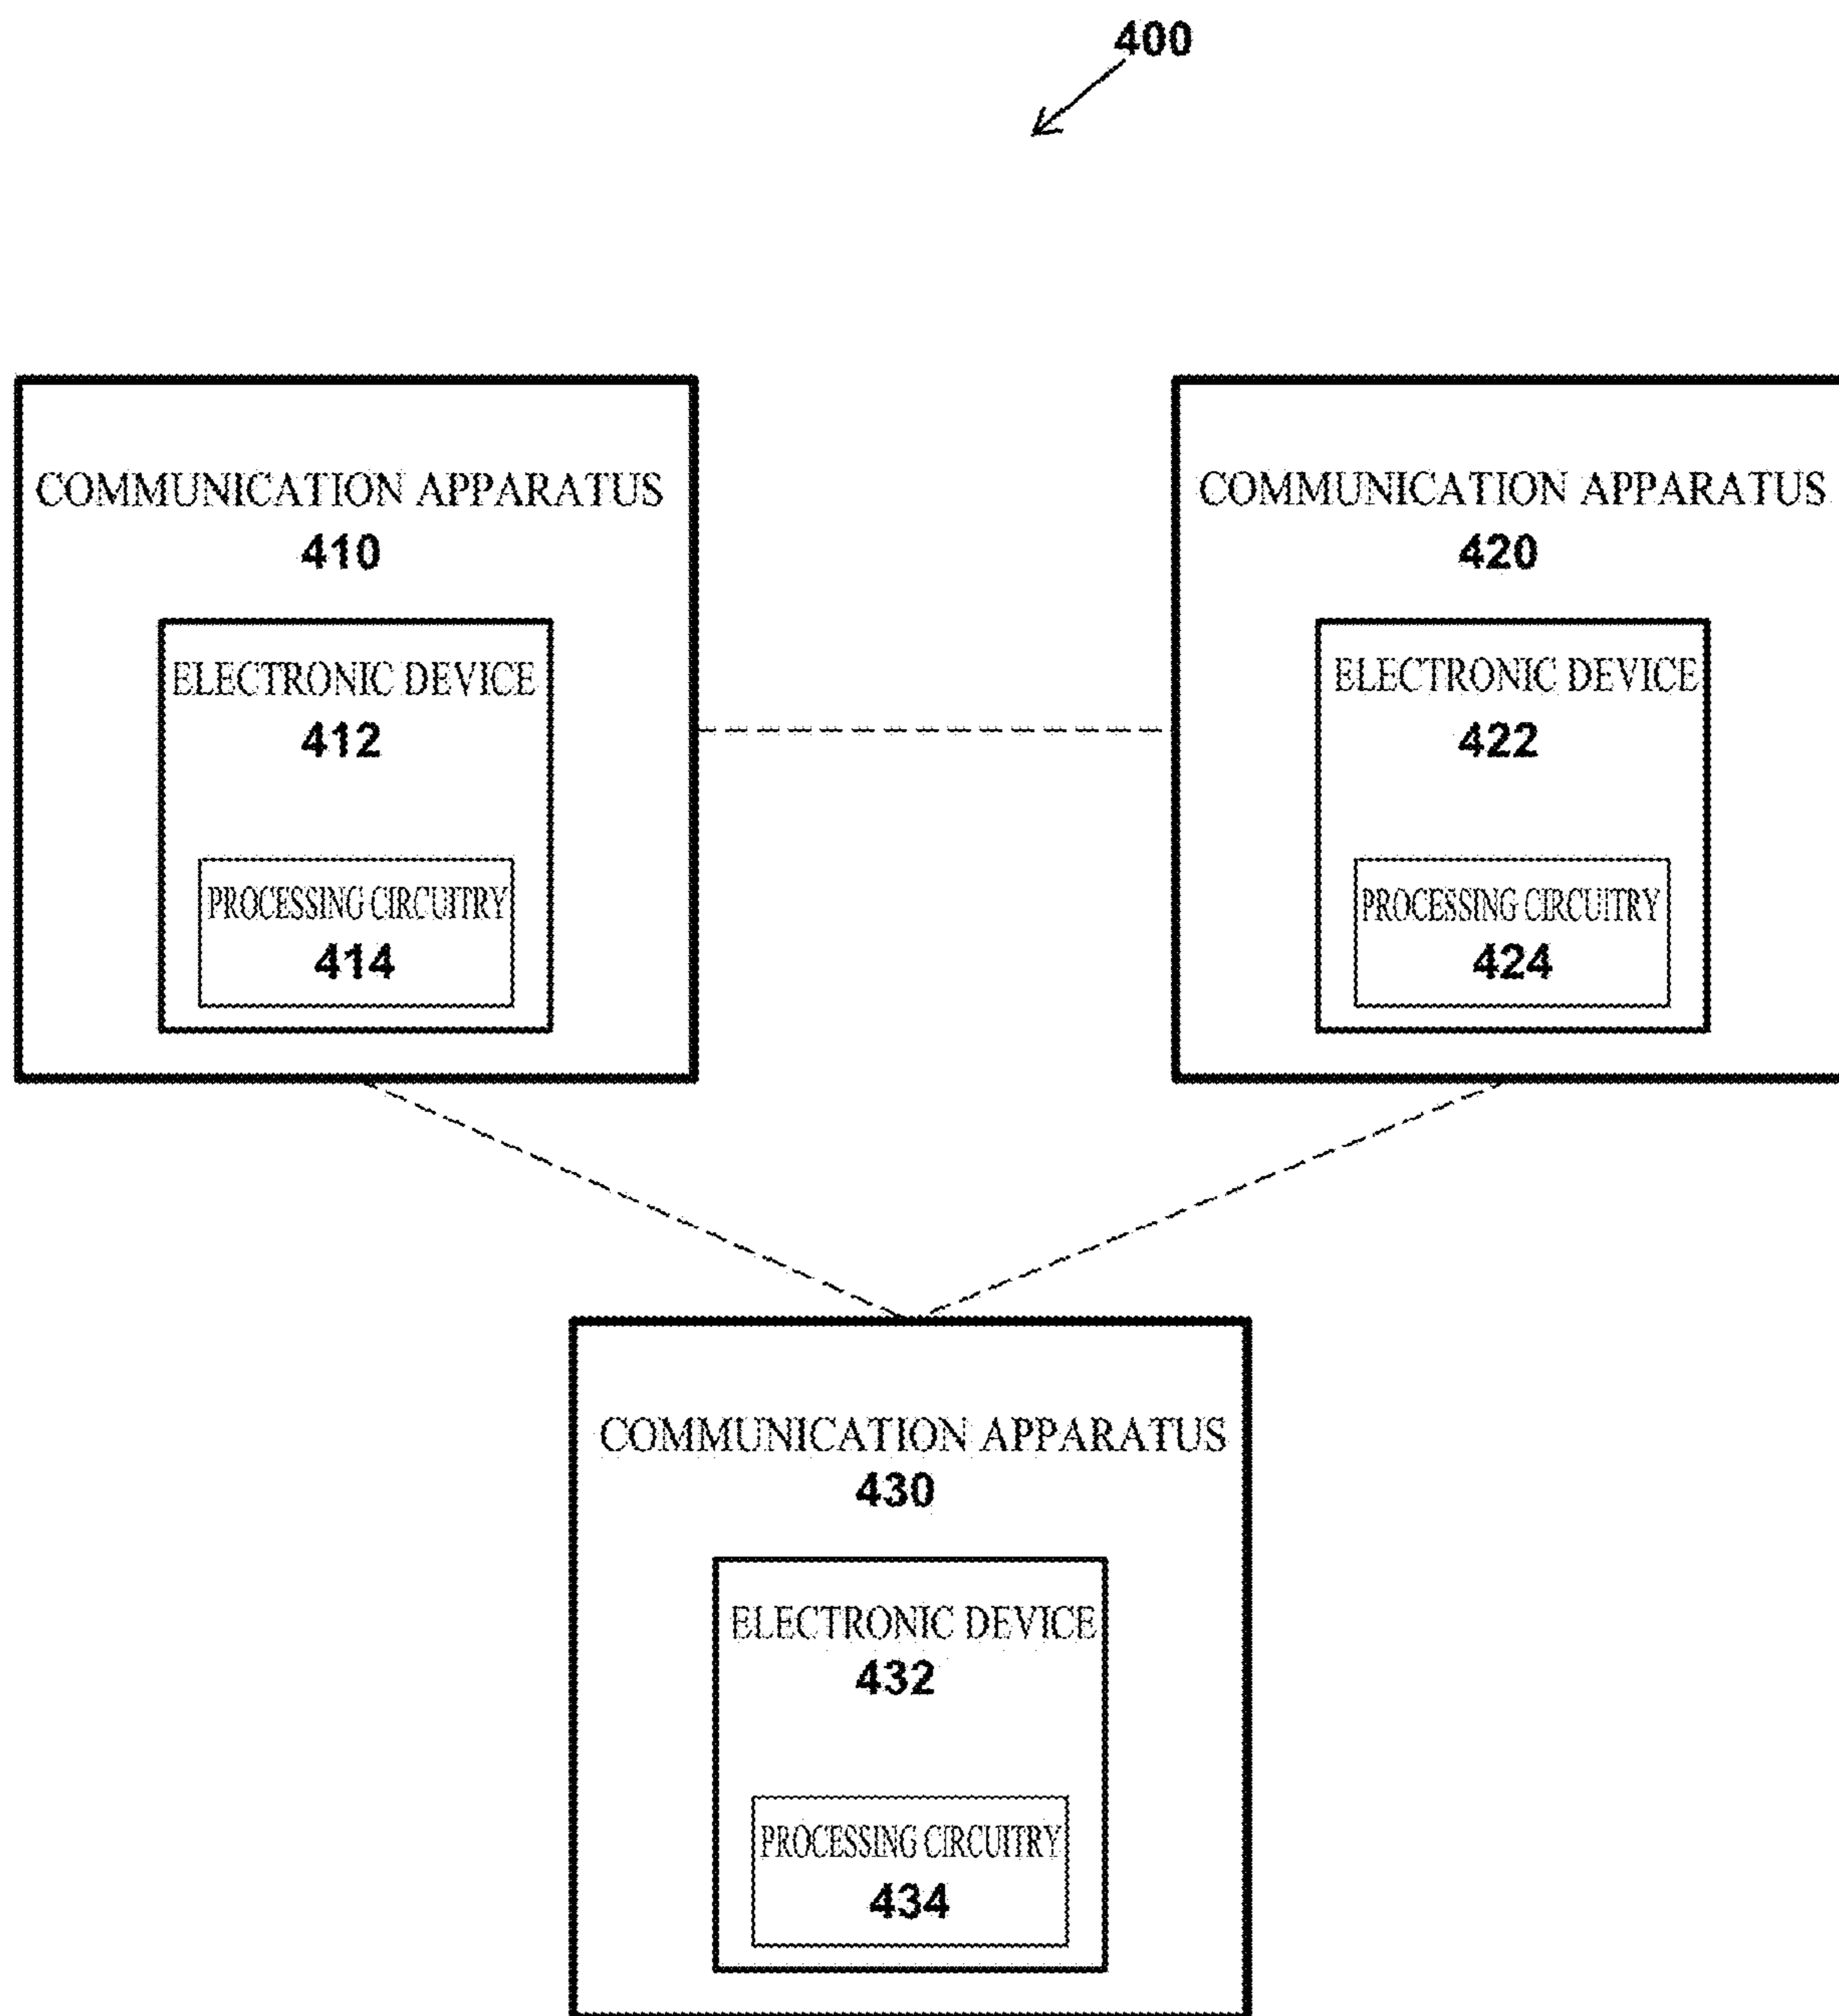 400
COMMUNICATION APPARATUS
410
ELECTRONIC DEVICE
412
PROCESSING CIRCUITRY
414
COMMUNICATION APPARATUS
420
ELECTRONIC DEVICE
422
PROCESSING CIRCUITRY
424
COMMUNICATION APPARATUS
430
ELECTRONIC DEVICE
432
PROCESSING CIRCUITRY
434